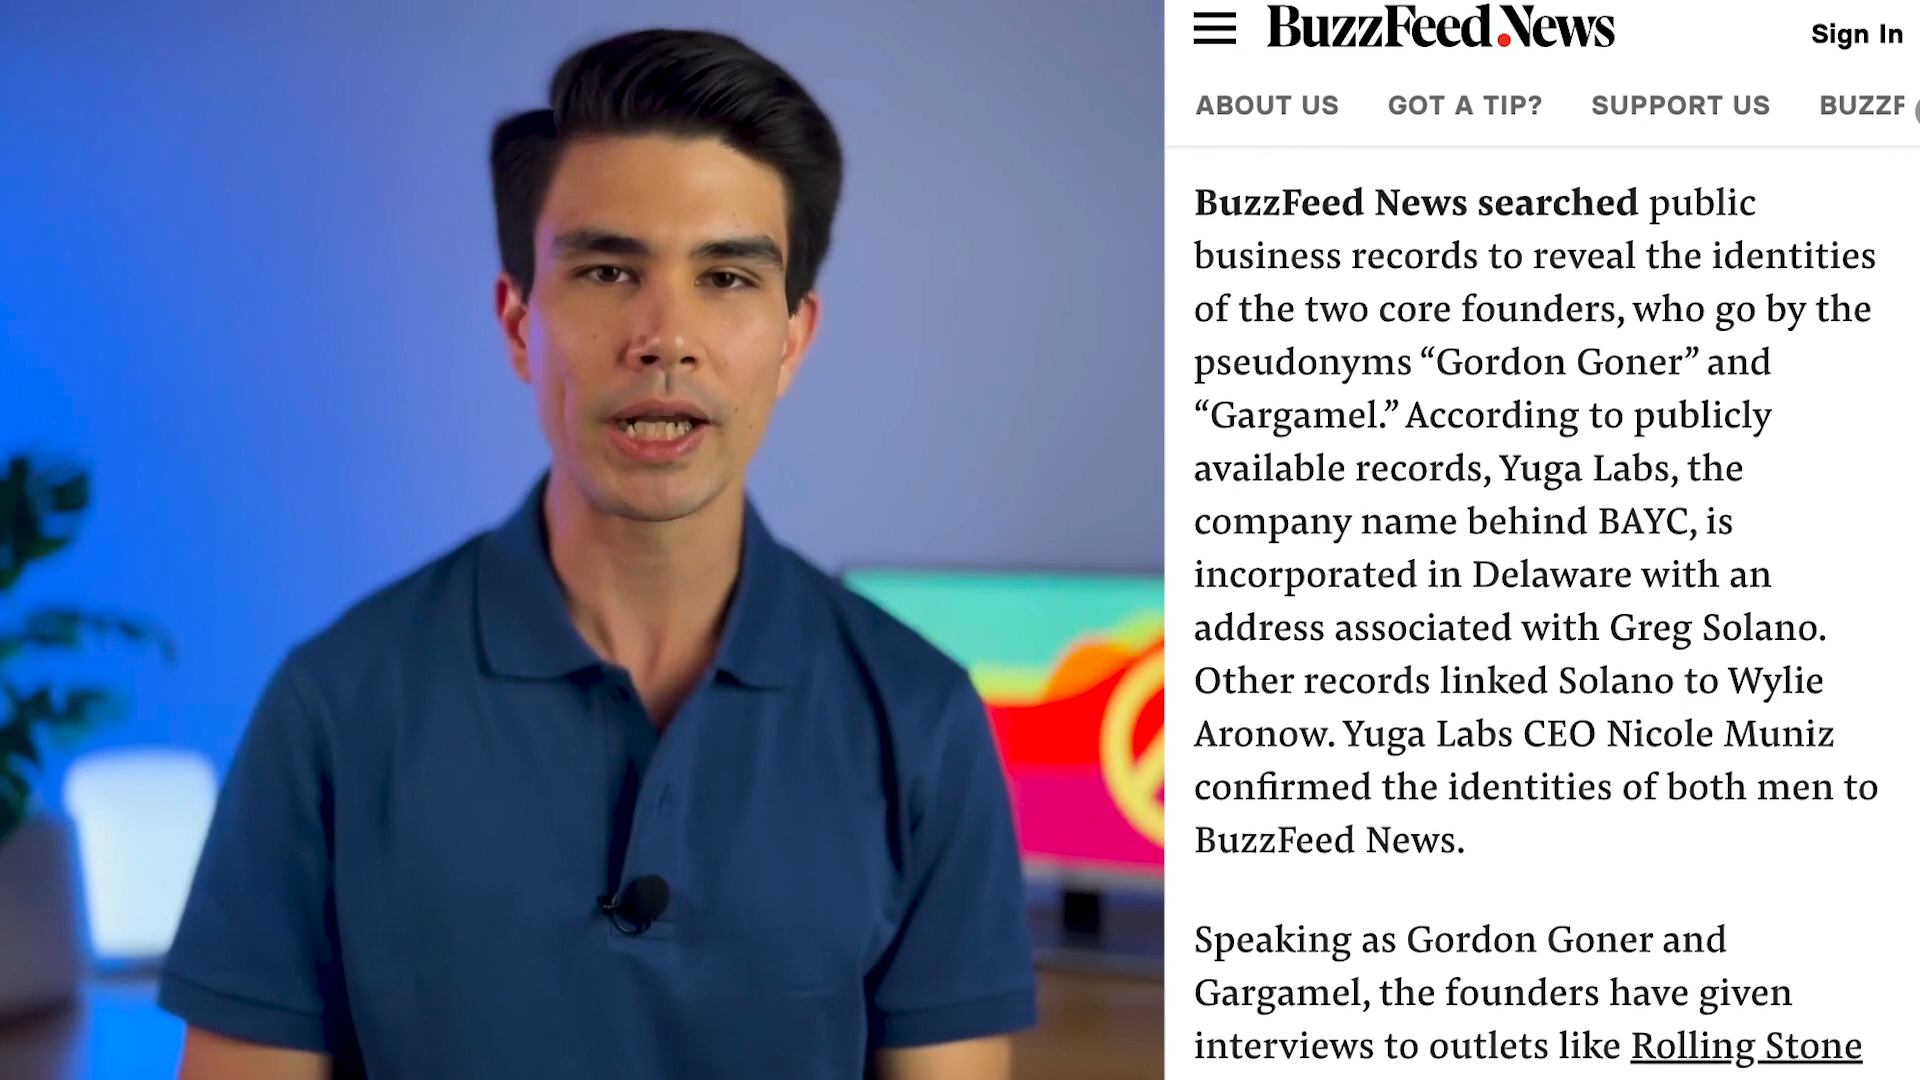 BuzzFeed News
Sign In
ABOUT US GOT A TIP? SUPPORT US BUZZF
BuzzFeed News searched public
business records to reveal the identities
of the two core founders, who go by the
pseudonyms “Gordon Goner” and
“Gargamel.” According to publicly
available records, Yuga Labs, the
company name behind BAYC, is
incorporated in Delaware with an
address associated with Greg Solano.
Other records linked Solano to Wylie
Aronow. Yuga Labs CEO Nicole Muniz
confirmed the identities of both men to
BuzzFeed News.
Speaking as Gordon Goner and
Gargamel, the founders have given
interviews to outlets like Rolling Stone